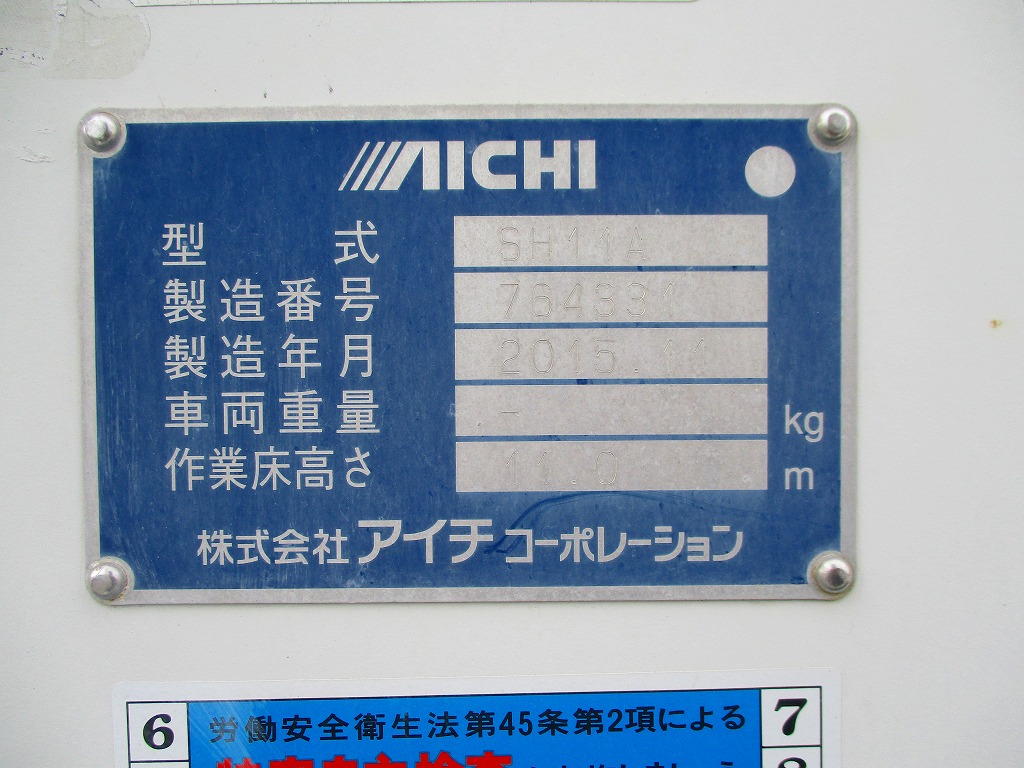 AICHI
型式 SH11A
製造番号 764331
製造年月 2015.11
車両重量 - kg
作業床高さ 11.0 m
株式会社アイチコーポレーション
6 労働安全衛生法第45条第2項による 7